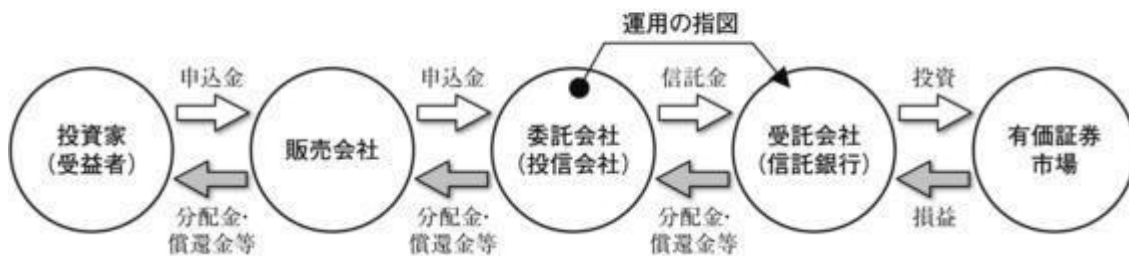 運用の指図
申込金
申込金
信託金
投資
投資家
(受益者)
販売会社
委託会社
(投信会社)
受託会社
(信託銀行)
有価証券
市場
分配金・
償還金等
分配金・
償還金等
分配金・
償還金等
損益